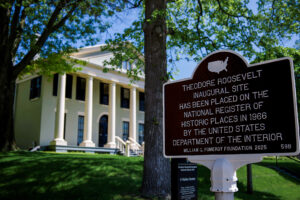 THEODORE ROOSEVELT
INAUGURAL SITE
HAS BEEN PLACED ON THE
NATIONAL REGISTER OF
HISTORIC PLACES IN 1966
BY THE UNITED STATES
DEPARTMENT OF THE INTERIOR
WILLIAM G. POMEROY FOUNDATION 2025 599